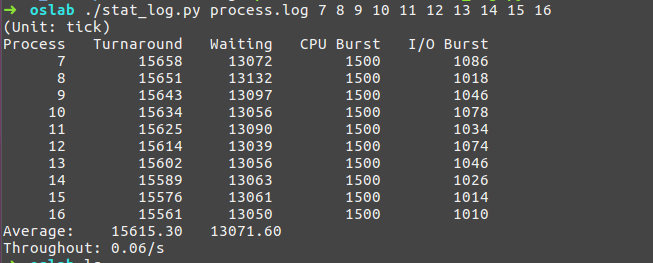 ➜ oslab ./stat_log.py process.log 7 8 9 10 11 12 13 14 15 16
(Unit: tick)
Process Turnaround Waiting CPU Burst I/O Burst
7 15658 13072 1500 1086
8 15651 13132 1500 1018
9 15643 13097 1500 1046
10 15634 13056 1500 1078
11 15625 13090 1500 1034
12 15614 13039 1500 1074
13 15602 13056 1500 1046
14 15589 13063 1500 1026
15 15576 13061 1500 1014
16 15561 13050 1500 1010
Average: 15615.30 13071.60
Throughout: 0.06/s